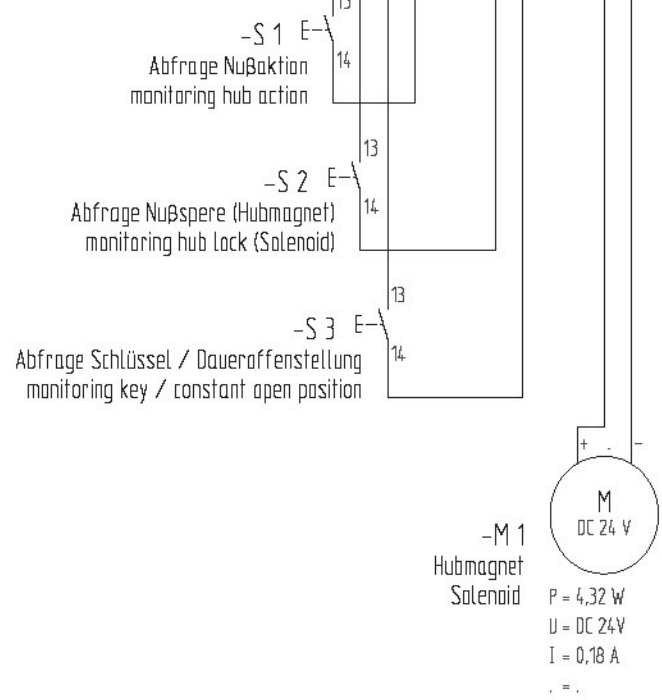 13
-S 1 E
14
Abfrage Nußaktion
monitoring hub action
13
-S 2 E
14
Abfrage Nußspere (Hubmagnet)
monitoring hub lock (Solenoid)
13
-S 3 E
14
Abfrage Schlüssel / Daueroffenstellung
monitoring key / constant open position
+ . -
M
DC 24 V
-M 1
Hubmagnet
Solenoid
P = 4,32 W
U = DC 24V
I = 0,18 A
. = .